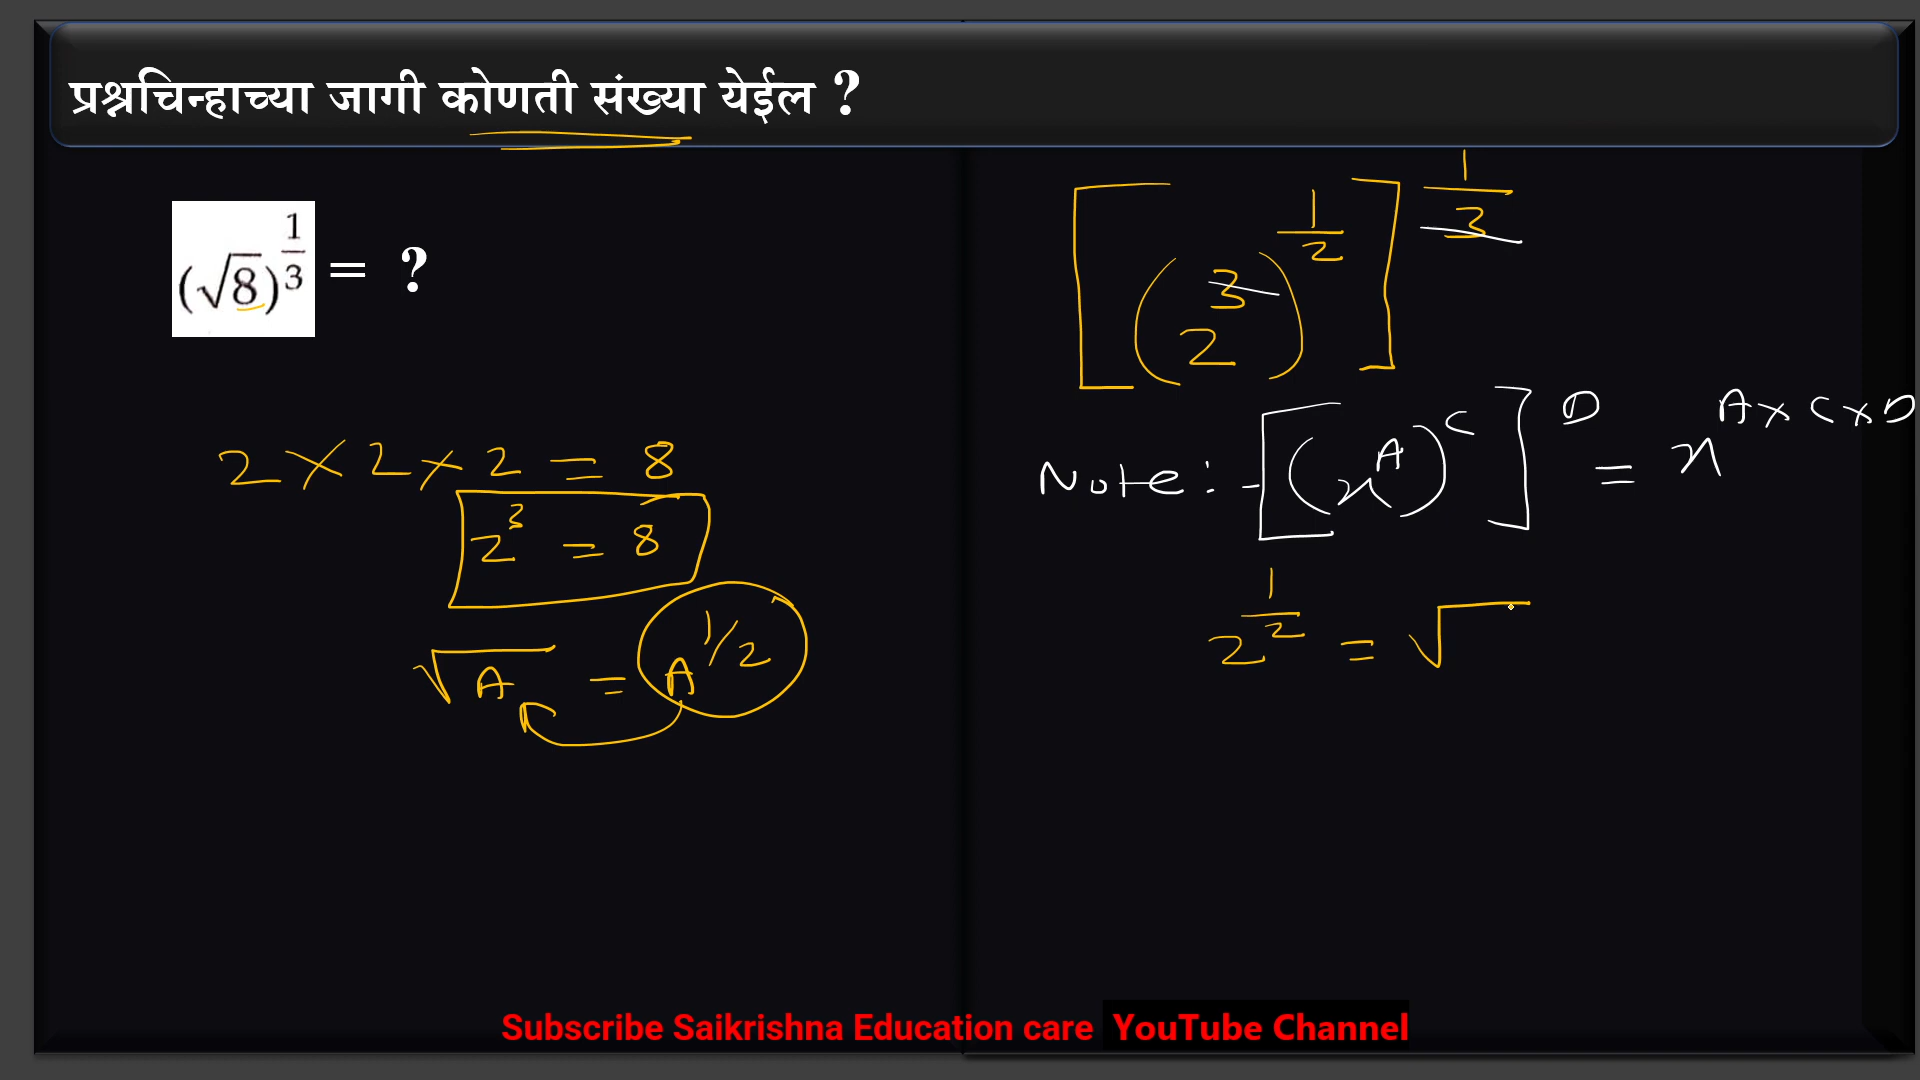 प्रश्नचिन्हाच्या जागी कोणती संख्या येईल ?
(√8)^(1/3) = ?
2 × 2 × 2 = 8
2^3 = 8
√A = A^1/2
[(2^3)^(1/2)]^(1/3)
Note: - [(x^A)^C]^D = x^A×C×D
2^(1/2) = √
Subscribe Saikrishna Education care YouTube Channel